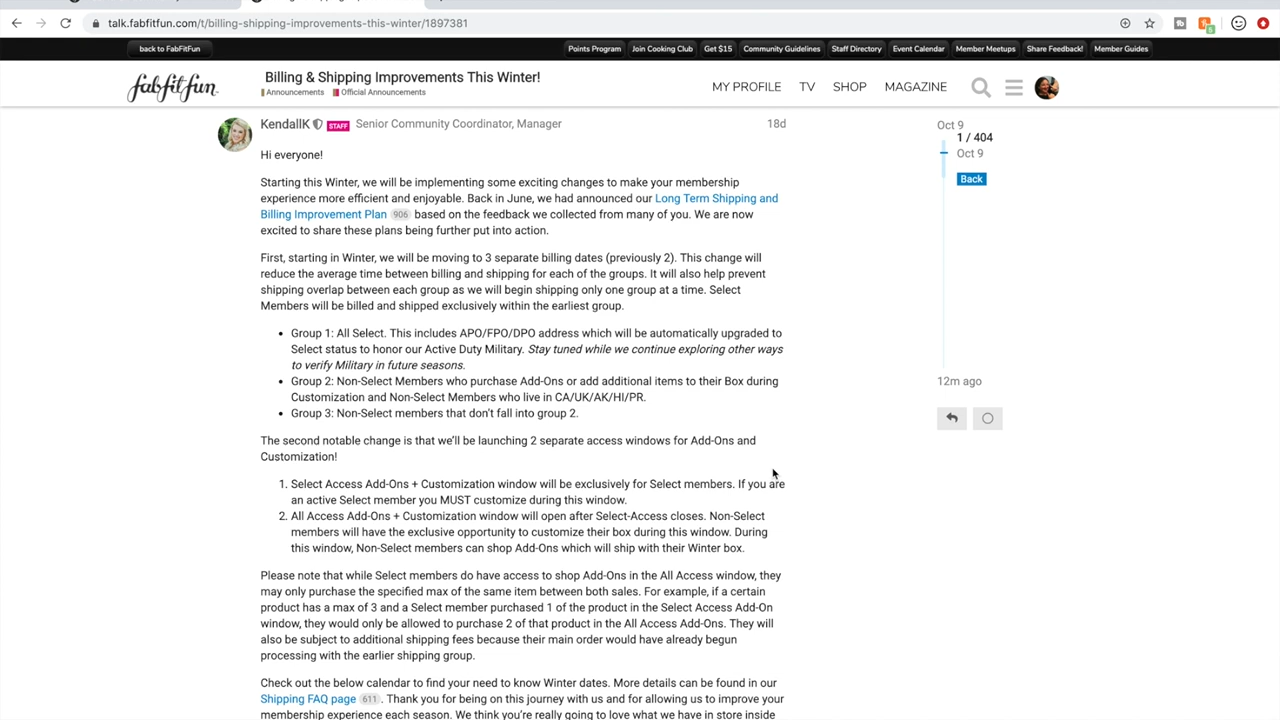 talk.fabfitfun.com/t/billing-shipping-improvements-this-winter/1897381
back to FabFitFun
Points Program
Join Cooking Club
Get $15
Community Guidelines
Staff Directory
Event Calendar
Member Meetups
Share Feedback!
Member Guides
fabfitfun
Billing & Shipping Improvements This Winter!
Announcements Official Announcements
MY PROFILE
TV
SHOP
MAGAZINE
KendallK STAFF Senior Community Coordinator, Manager 18d
Hi everyone!
Starting this Winter, we will be implementing some exciting changes to make your membership
experience more efficient and enjoyable. Back in June, we had announced our Long Term Shipping and
Billing Improvement Plan 906 based on the feedback we collected from many of you. We are now
excited to share these plans being further put into action.
First, starting in Winter, we will be moving to 3 separate billing dates (previously 2). This change will
reduce the average time between billing and shipping for each of the groups. It will also help prevent
shipping overlap between each group as we will begin shipping only one group at a time. Select
Members will be billed and shipped exclusively within the earliest group.
• Group 1: All Select. This includes APO/FPO/DPO address which will be automatically upgraded to
Select status to honor our Active Duty Military. Stay tuned while we continue exploring other ways
to verify Military in future seasons.
• Group 2: Non-Select Members who purchase Add-Ons or add additional items to their Box during
Customization and Non-Select Members who live in CA/UK/AK/HI/PR.
• Group 3: Non-Select members that don't fall into group 2.
The second notable change is that we'll be launching 2 separate access windows for Add-Ons and
Customization!
1. Select Access Add-Ons + Customization window will be exclusively for Select members. If you are
an active Select member you MUST customize during this window.
2. All Access Add-Ons + Customization window will open after Select-Access closes. Non-Select
members will have the exclusive opportunity to customize their box during this window. During
this window, Non-Select members can shop Add-Ons which will ship with their Winter box.
Please note that while Select members do have access to shop Add-Ons in the All Access window, they
may only purchase the specified max of the same item between both sales. For example, if a certain
product has a max of 3 and a Select member purchased 1 of the product in the Select Access Add-On
window, they would only be allowed to purchase 2 of that product in the All Access Add-Ons. They will
also be subject to additional shipping fees because their main order would have already begun
processing with the earlier shipping group.
Check out the below calendar to find your need to know Winter dates. More details can be found in our
Shipping FAQ page 611 . Thank you for being on this journey with us and for allowing us to improve your
membership experience each season. We think you're really going to love what we have in store inside
Oct 9
1 / 404
Oct 9
Back
12m ago